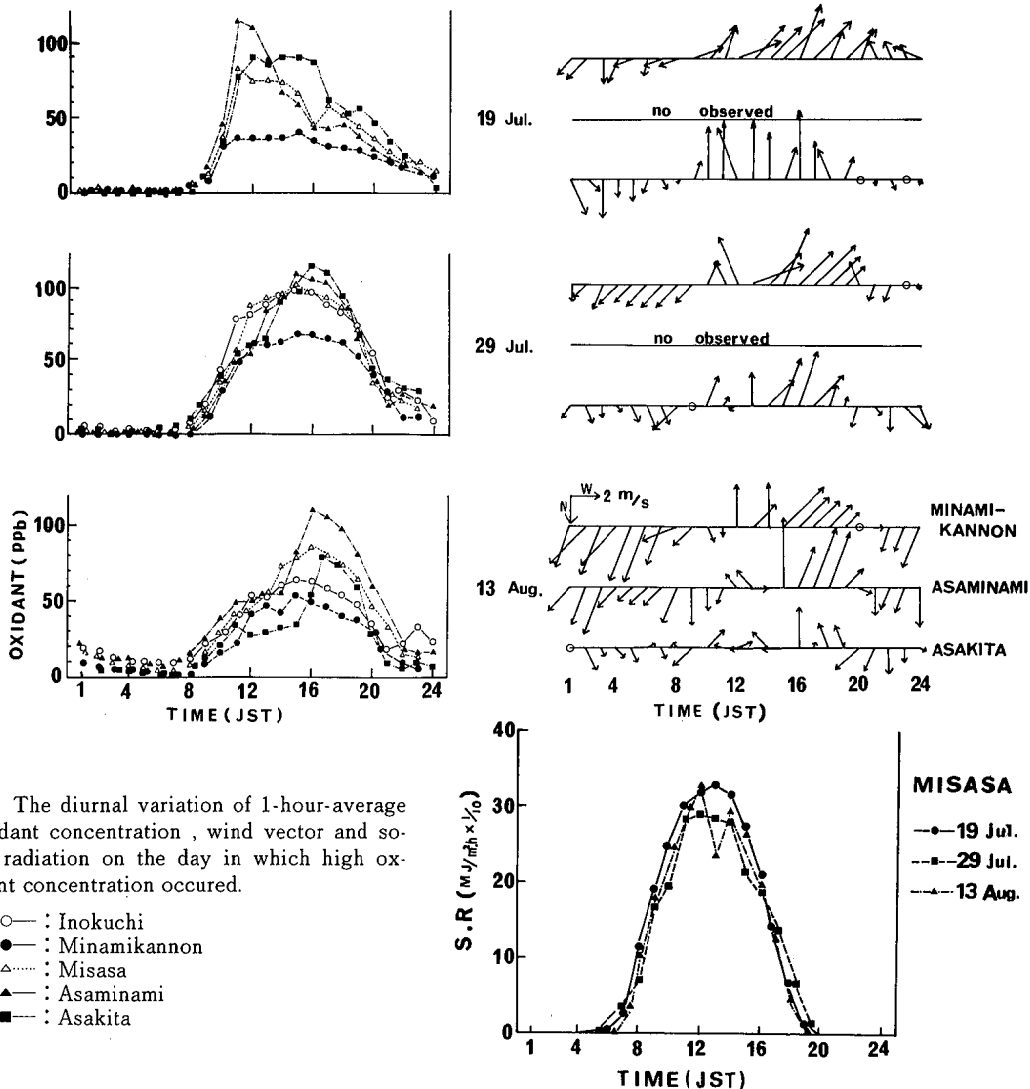 100
50
0
19 Jul.
no observed
100
50
0
29 Jul.
no observed
OXIDANT (ppb)
100
50
0
1 4 8 12 16 20 24
TIME (JST)
13 Aug.
N W 2 m/s
MINAMI-
KANNON
ASAMINAMI
ASAKITA
1 4 8 12 16 20 24
TIME (JST)
The diurnal variation of 1-hour-average
dant concentration , wind vector and so-
radiation on the day in which high ox-
nt concentration occured.
: Inokuchi
: Minamikannon
: Misasa
: Asaminami
: Asakita
S.R (MJ/m²h × 1/10)
40
30
20
10
0
1 4 8 12 16 20 24
TIME (JST)
MISASA
19 Jul.
29 Jul.
13 Aug.